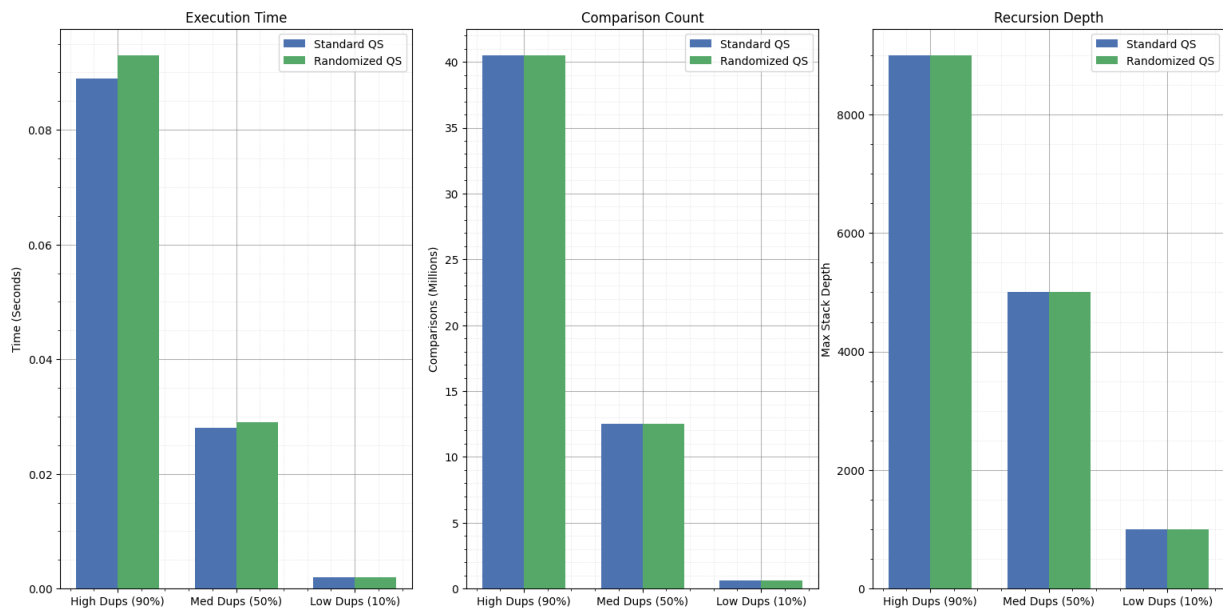 Execution Time
Standard QS
Randomized QS
Time (Seconds)
0.08
0.06
0.04
0.02
0.00
High Dups (90%) Med Dups (50%) Low Dups (10%)
Comparison Count
Standard QS
Randomized QS
Comparisons (Millions)
40
35
30
25
20
15
10
5
0
High Dups (90%) Med Dups (50%) Low Dups (10%)
Recursion Depth
Standard QS
Randomized QS
Max Stack Depth
8000
6000
4000
2000
0
High Dups (90%) Med Dups (50%) Low Dups (10%)